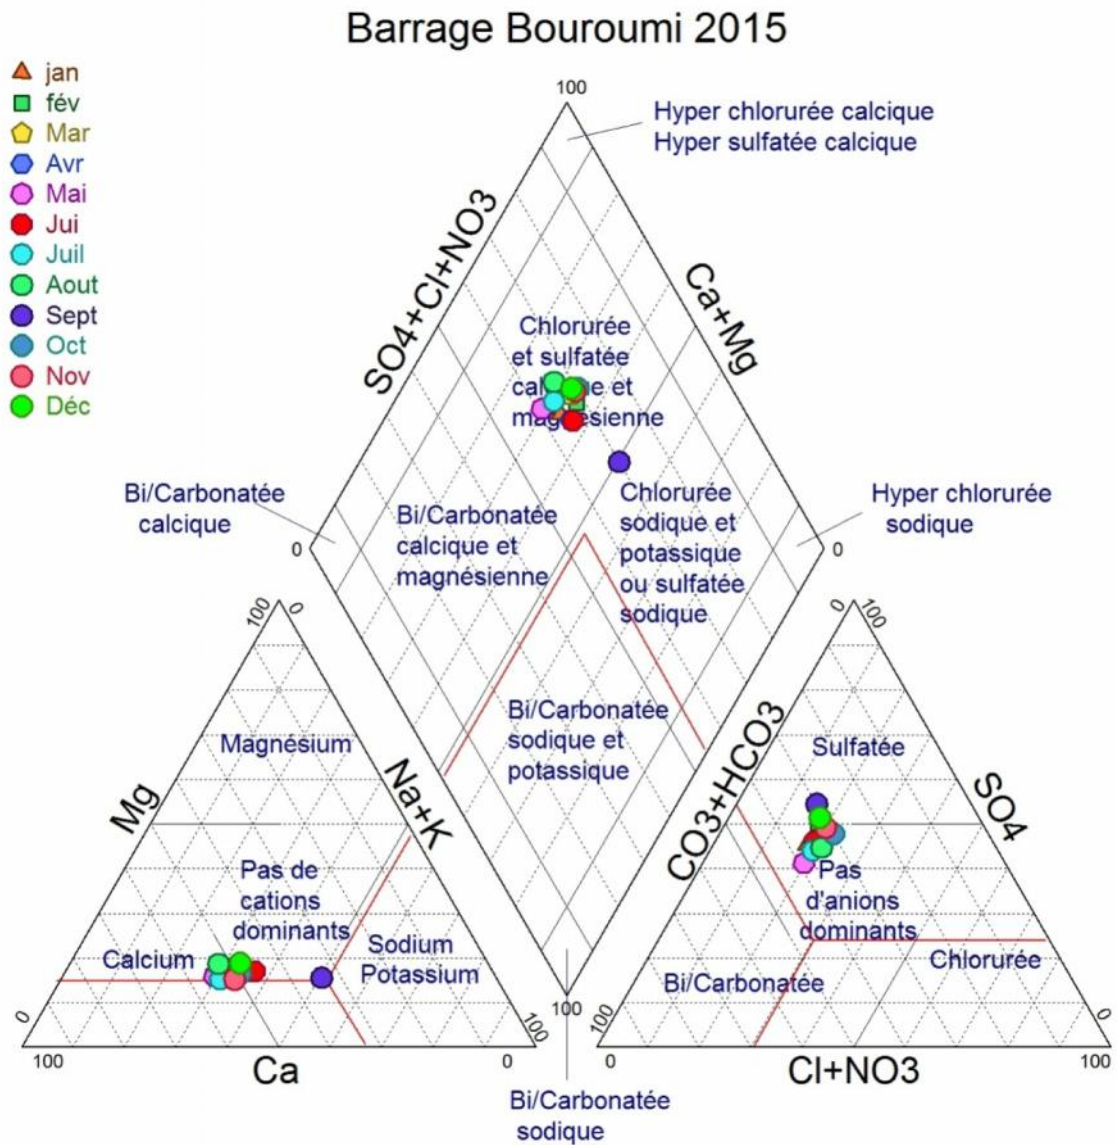 Barrage Bouroumi 2015
jan
fév
Mar
Avr
Mai
Jui
Juil
Aout
Sept
Oct
Nov
Déc
100
Hyper chlorurée calcique
Hyper sulfatée calcique
SO4+Cl+NO3
Ca+Mg
Chlorurée
et sulfatée
calcique et
magnésienne
Bi/Carbonatée
calcique
0
Bi/Carbonatée
calcique et
magnésienne
Chlorurée
sodique et
potassique
ou sulfatée
sodique
Hyper chlorurée
sodique
0
Bi/Carbonatée
sodique et
potassique
100
Bi/Carbonatée
sodique
100
0
Magnésium
Mg
Na+K
Pas de
cations
dominants
Calcium
Sodium
Potassium
0
100
100
0
Ca
0
100
Sulfatée
CO3+HCO3
SO4
Pas
d'anions
dominants
Bi/Carbonatée
Chlorurée
100
0
0
100
Cl+NO3